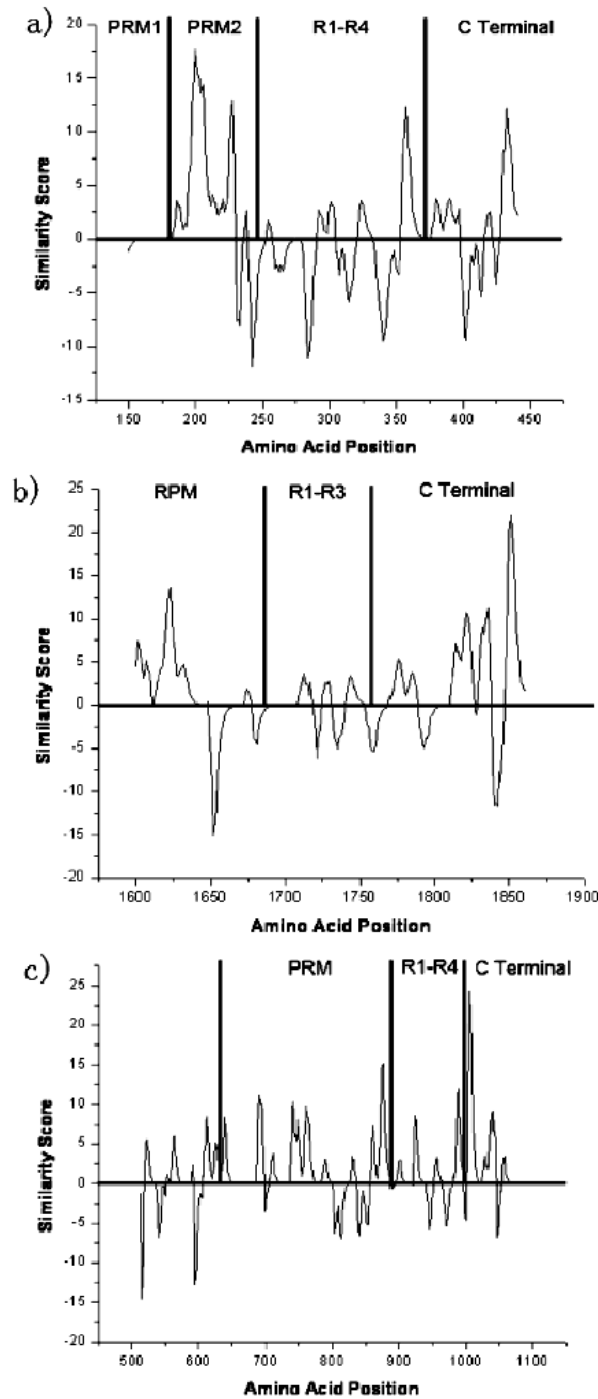 a)
PRM1 PRM2 R1-R4 C Terminal
20
15
10
5
0
-5
-10
-15
Similarity Score
150 200 250 300 350 400 450
Amino Acid Position
b)
RPM R1-R3 C Terminal
25
20
15
10
5
0
-5
-10
-15
-20
Similarity Score
1600 1650 1700 1750 1800 1850 1900
Amino Acid Position
c)
PRM R1-R4 C Terminal
25
20
15
10
5
0
-5
-10
-15
-20
Similarity Score
500 600 700 800 900 1000 1100
Amino Acid Position